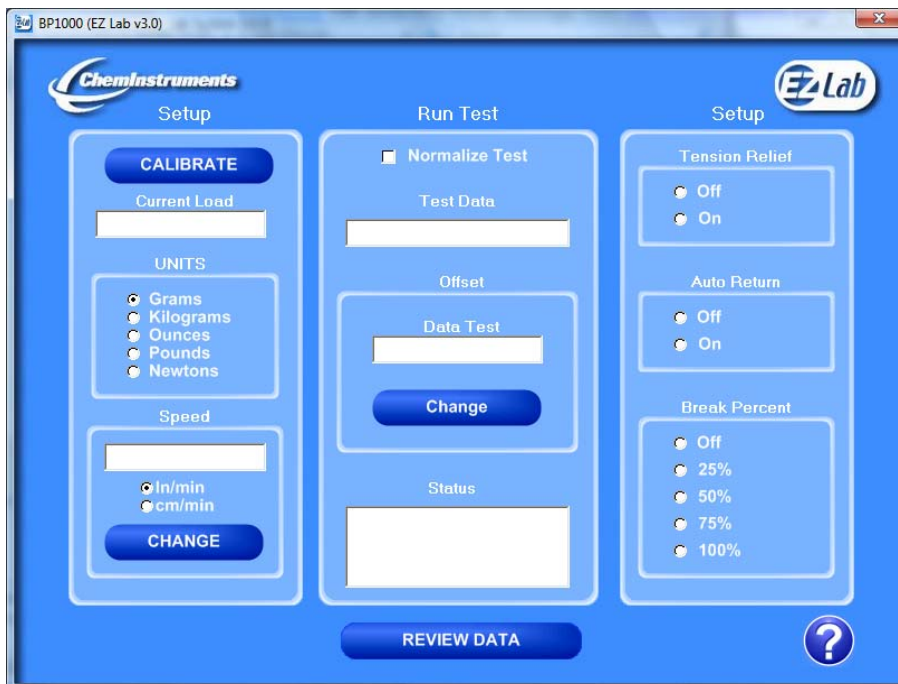 BP1000 (EZ Lab v3.0)
ChemInstruments
EZ Lab
Setup
CALIBRATE
Current Load
UNITS
Grams
Kilograms
Ounces
Pounds
Newtons
Speed
In/min
cm/min
CHANGE
Run Test
Normalize Test
Test Data
Offset
Data Test
Change
Status
Setup
Tension Relief
Off
On
Auto Return
Off
On
Break Percent
Off
25%
50%
75%
100%
REVIEW DATA
?